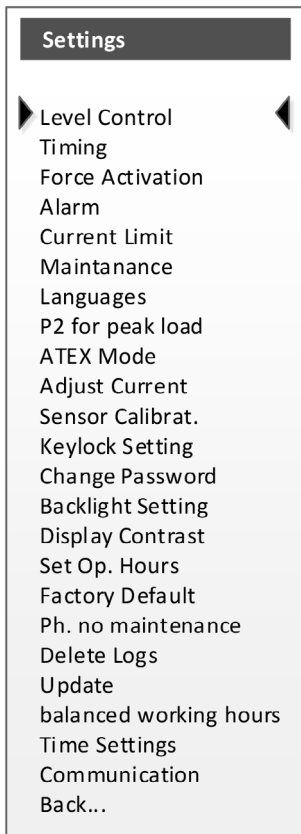 Settings
Level Control
Timing
Force Activation
Alarm
Current Limit
Maintanance
Languages
P2 for peak load
ATEX Mode
Adjust Current
Sensor Calibrat.
Keylock Setting
Change Password
Backlight Setting
Display Contrast
Set Op. Hours
Factory Default
Ph. no maintenance
Delete Logs
Update
balanced working hours
Time Settings
Communication
Back...